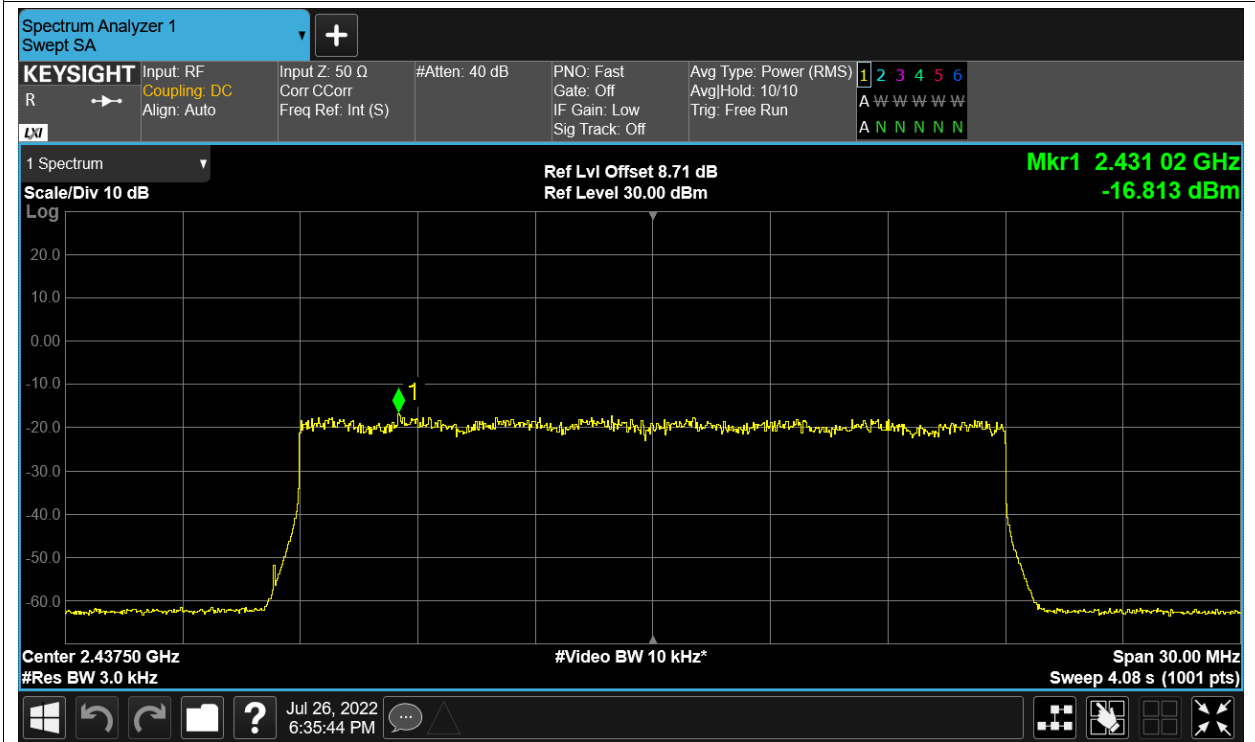 Spectrum Analyzer 1
Swept SA
+
KEYSIGHT
R
LXI
Input: RF
Coupling: DC
Align: Auto
Input Z: 50 Ω
Corr CCorr
Freq Ref: Int (S)
#Atten: 40 dB
PNO: Fast
Gate: Off
IF Gain: Low
Sig Track: Off
Avg Type: Power (RMS)
Avg|Hold: 10/10
Trig: Free Run
1 2 3 4 5 6
A W W W W W
A N N N N N
1 Spectrum
Scale/Div 10 dB
Log
Ref Lvl Offset 8.71 dB
Ref Level 30.00 dBm
Mkr1 2.431 02 GHz
-16.813 dBm
20.0
10.0
0.00
-10.0
-20.0
-30.0
-40.0
-50.0
-60.0
1
Center 2.43750 GHz
#Res BW 3.0 kHz
#Video BW 10 kHz*
Span 30.00 MHz
Sweep 4.08 s (1001 pts)
?
Jul 26, 2022
6:35:44 PM